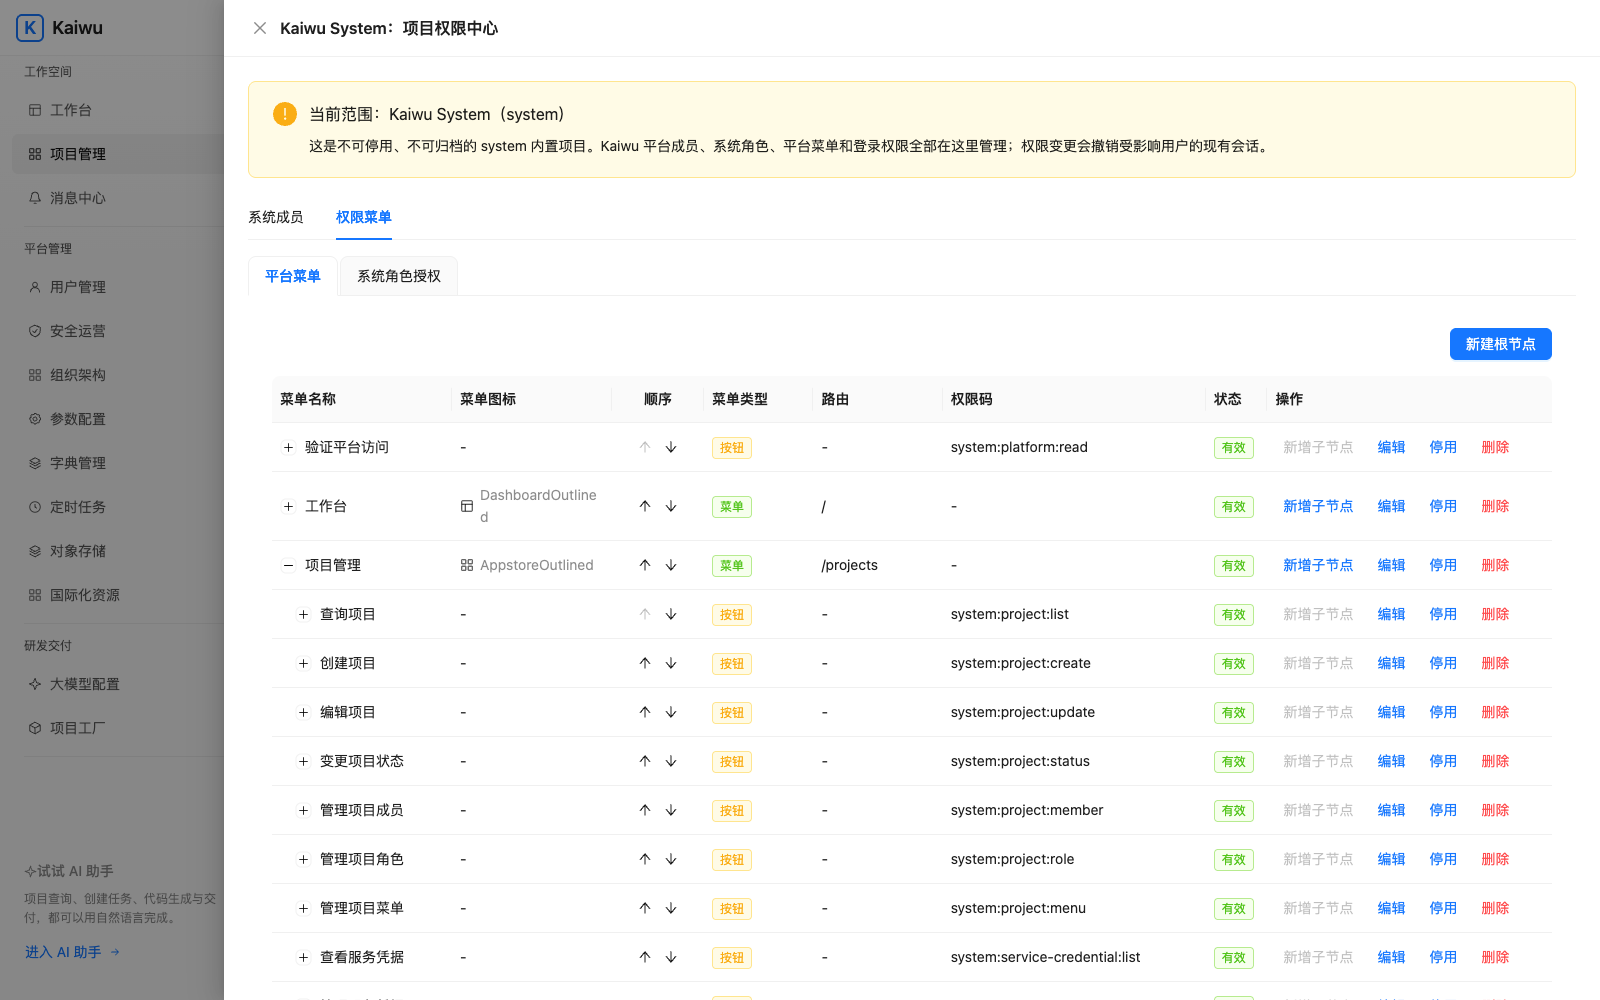 K Kaiwu
工作空间
工作台
项目管理
消息中心
平台管理
用户管理
安全运营
组织架构
参数配置
字典管理
定时任务
对象存储
国际化资源
研发交付
大模型配置
项目工厂
试试 AI 助手
项目查询、创建任务、代码生成与交
付，都可以用自然语言完成。
进入 AI 助手 →
Kaiwu System：项目权限中心
当前范围：Kaiwu System（system）
这是不可停用、不可归档的 system 内置项目。Kaiwu 平台成员、系统角色、平台菜单和登录权限全部在这里管理；权限变更会撤销受影响用户的现有会话。
系统成员 权限菜单
平台菜单 系统角色授权
新建根节点
菜单名称 菜单图标 顺序 菜单类型 路由 权限码 状态 操作
验证平台访问 - ↑ ↓ 按钮 - system:platform:read 有效 新增子节点 编辑 停用 删除
工作台 DashboardOutline
d ↑ ↓ 菜单 / - 有效 新增子节点 编辑 停用 删除
项目管理 AppstoreOutlined ↑ ↓ 菜单 /projects - 有效 新增子节点 编辑 停用 删除
查询项目 - ↑ ↓ 按钮 - system:project:list 有效 新增子节点 编辑 停用 删除
创建项目 - ↑ ↓ 按钮 - system:project:create 有效 新增子节点 编辑 停用 删除
编辑项目 - ↑ ↓ 按钮 - system:project:update 有效 新增子节点 编辑 停用 删除
变更项目状态 - ↑ ↓ 按钮 - system:project:status 有效 新增子节点 编辑 停用 删除
管理项目成员 - ↑ ↓ 按钮 - system:project:member 有效 新增子节点 编辑 停用 删除
管理项目角色 - ↑ ↓ 按钮 - system:project:role 有效 新增子节点 编辑 停用 删除
管理项目菜单 - ↑ ↓ 按钮 - system:project:menu 有效 新增子节点 编辑 停用 删除
查看服务凭据 - ↑ ↓ 按钮 - system:service-credential:list 有效 新增子节点 编辑 停用 删除